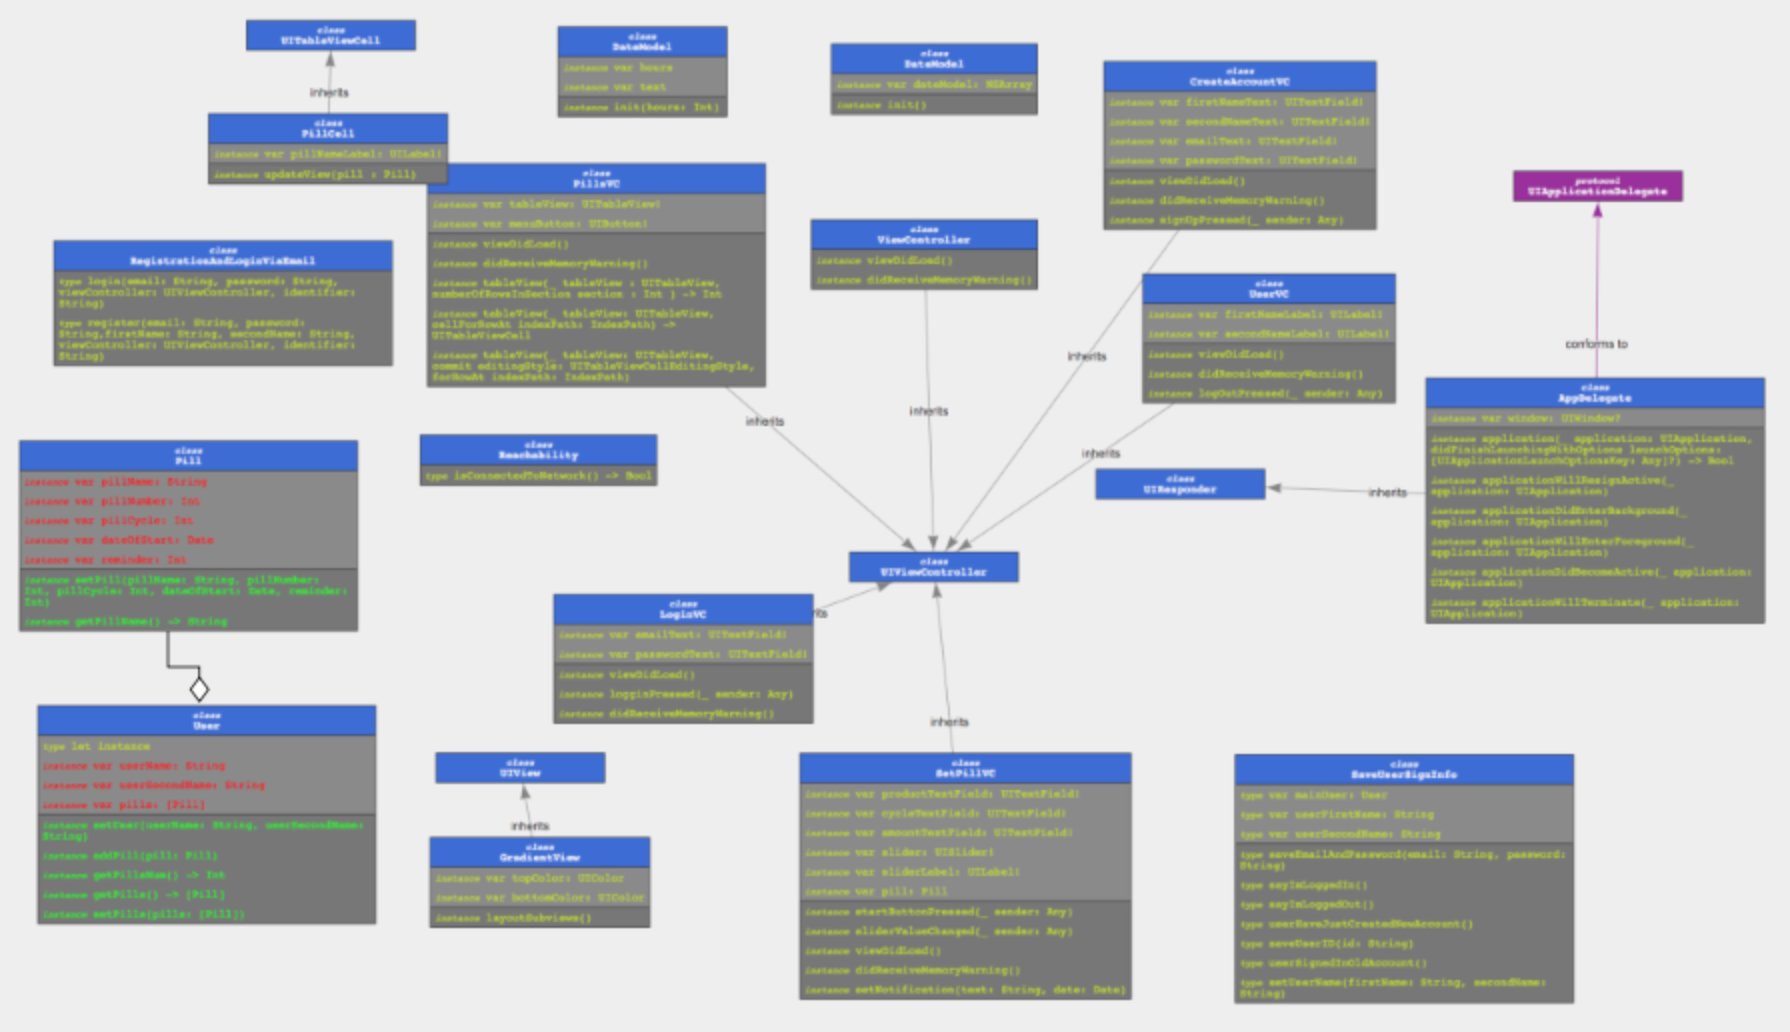 class
UITableViewCell
inherits
class
PillCell
instance var pillNameLabel: UILabel!
instance updateView(pill : Pill)
class
DateModel
instance var hours
instance var text
instance init(hours: Int)
class
DateModel
instance var dateModel: NSArray
instance init()
class
CreateAccountVC
instance var firstNameText: UITextField!
instance var secondNameText: UITextField!
instance var emailText: UITextField!
instance var passwordText: UITextField!
instance viewDidLoad()
instance didReceiveMemoryWarning()
instance signUpPressed(_ sender: Any)
protocol
UIApplicationDelegate
class
PillsVC
instance var tableView: UITableView!
instance var menuButton: UIButton!
instance viewDidLoad()
instance didReceiveMemoryWarning()
instance tableView(_ tableView : UITableView,
numberOfRowsInSection section : Int ) -> Int
instance tableView(_ tableView: UITableView,
cellForRowAt indexPath: IndexPath) ->
UITableViewCell
instance tableView(_ tableView: UITableView,
commit editingStyle: UITableViewCellEditingStyle,
forRowAt indexPath: IndexPath)
class
ViewController
instance viewDidLoad()
instance didReceiveMemoryWarning()
class
RegistrationAndLoginViaEmail
type login(email: String, password: String,
viewController: UIViewController, identifier:
String)
type register(email: String, password:
String,firstName: String, secondName: String,
viewController: UIViewController, identifier:
String)
class
UserVC
instance var firstNameLabel: UILabel!
instance var secondNameLabel: UILabel!
instance viewDidLoad()
instance didReceiveMemoryWarning()
instance logOutPressed(_ sender: Any)
inherits
conforms to
inherits
inherits
inherits
class
AppDelegate
instance var window: UIWindow?
instance application(_ application: UIApplication,
didFinishLaunchingWithOptions launchOptions:
[UIApplicationLaunchOptionsKey: Any]?) -> Bool
instance applicationWillResignActive(_
application: UIApplication)
instance applicationDidEnterBackground(_
application: UIApplication)
instance applicationWillEnterForeground(_
application: UIApplication)
instance applicationDidBecomeActive(_ application:
UIApplication)
instance applicationWillTerminate(_ application:
UIApplication)
class
Reachability
type isConnectedToNetwork() -> Bool
class
UIResponder
inherits
class
Pill
instance var pillName: String
instance var pillNumber: Int
instance var pillCycle: Int
instance var dateOfStart: Date
instance var reminder: Int
instance setPill(pillName: String, pillNumber:
Int, pillCycle: Int, dateOfStart: Date, reminder:
Int)
instance getPillName() -> String
class
UIViewController
class
LoginVC
instance var emailText: UITextField!
instance var passwordText: UITextField!
instance viewDidLoad()
instance logginPressed(_ sender: Any)
instance didReceiveMemoryWarning()
its
inherits
class
User
type let instance
instance var userName: String
instance var userSecondName: String
instance var pills: [Pill]
instance setUser(userName: String, userSecondName:
String)
instance addPill(pill: Pill)
instance getPillsNum() -> Int
instance getPills() -> [Pill]
instance setPills(pills: [Pill])
class
UIView
inherits
class
GradientView
instance var topColor: UIColor
instance var bottomColor: UIColor
instance layoutSubviews()
class
SetPillVC
instance var productTextField: UITextField!
instance var cycleTextField: UITextField!
instance var amountTextField: UITextField!
instance var slider: UISlider!
instance var sliderLabel: UILabel!
instance var pill: Pill
instance startButtonPressed(_ sender: Any)
instance sliderValueChanged(_ sender: Any)
instance viewDidLoad()
instance didReceiveMemoryWarning()
instance setNotification(text: String, date: Date)
class
SaveUserSignInfo
type var mainUser: User
type var userFirstName: String
type var userSecondName: String
type saveEmailAndPassword(email: String, password:
String)
type sayImLoggedIn()
type sayImLoggedOut()
type userHaveJustCreatedNewAccount()
type saveUserID(id: String)
type userSignedInOldAccount()
type setUserName(firstName: String, secondName:
String)